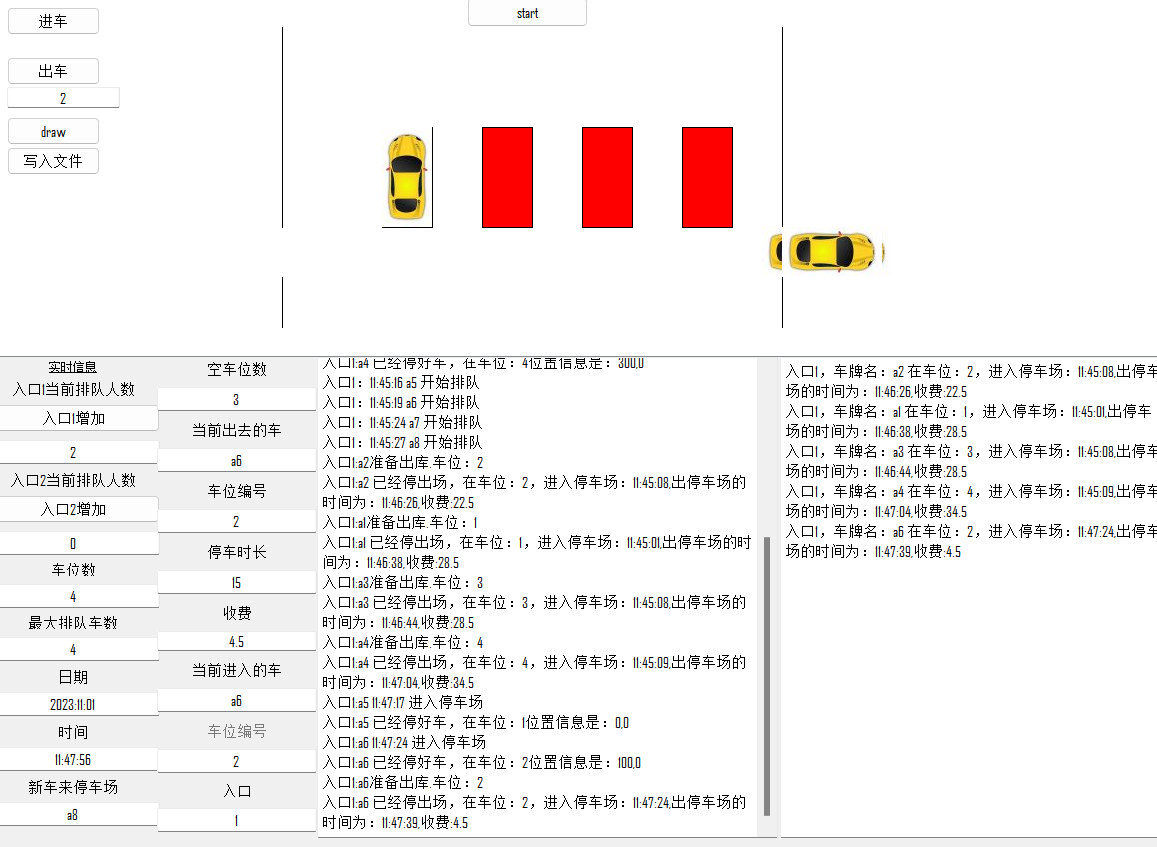 进车
start
出车
2
draw
写入文件
实时信息
入口1当前排队人数
入口1增加
2
入口2当前排队人数
入口2增加
0
车位数
4
最大排队车数
4
日期
2023:11:01
时间
11:47:56
新车来停车场
a8
空车位数
3
当前出去的车
a6
车位编号
2
停车时长
15
收费
4.5
当前进入的车
a6
车位编号
2
入口
1
入口1:a4 已经停好车，在车位：4位置信息是：300,0
入口1：11:45:16 a5 开始排队
入口1：11:45:19 a6 开始排队
入口1：11:45:24 a7 开始排队
入口1：11:45:27 a8 开始排队
入口1:a2准备出库.车位：2
入口1:a2 已经停出场，在车位：2，进入停车场：11:45:08,出停车场的
时间为：11:46:26,收费:22.5
入口1:a1准备出库.车位：1
入口1:a1 已经停出场，在车位：1，进入停车场：11:45:01,出停车场的时
间为：11:46:38,收费:28.5
入口1:a3准备出库.车位：3
入口1:a3 已经停出场，在车位：3，进入停车场：11:45:08,出停车场的
时间为：11:46:44,收费:28.5
入口1:a4准备出库.车位：4
入口1:a4 已经停出场，在车位：4，进入停车场：11:45:09,出停车场的
时间为：11:47:04,收费:34.5
入口1:a5 11:47:17 进入停车场
入口1:a5 已经停好车，在车位：1位置信息是：0,0
入口1:a6 11:47:24 进入停车场
入口1:a6 已经停好车，在车位：2位置信息是：100,0
入口1:a6准备出库.车位：2
入口1:a6 已经停出场，在车位：2，进入停车场：11:47:24,出停车场的
时间为：11:47:39,收费:4.5
入口1，车牌名：a2 在车位：2，进入停车场：11:45:08,出停车
场的时间为：11:46:26,收费:22.5
入口1，车牌名：a1 在车位：1，进入停车场：11:45:01,出停车
场的时间为：11:46:38,收费:28.5
入口1，车牌名：a3 在车位：3，进入停车场：11:45:08,出停车
场的时间为：11:46:44,收费:28.5
入口1，车牌名：a4 在车位：4，进入停车场：11:45:09,出停车
场的时间为：11:47:04,收费:34.5
入口1，车牌名：a6 在车位：2，进入停车场：11:47:24,出停车
场的时间为：11:47:39,收费:4.5